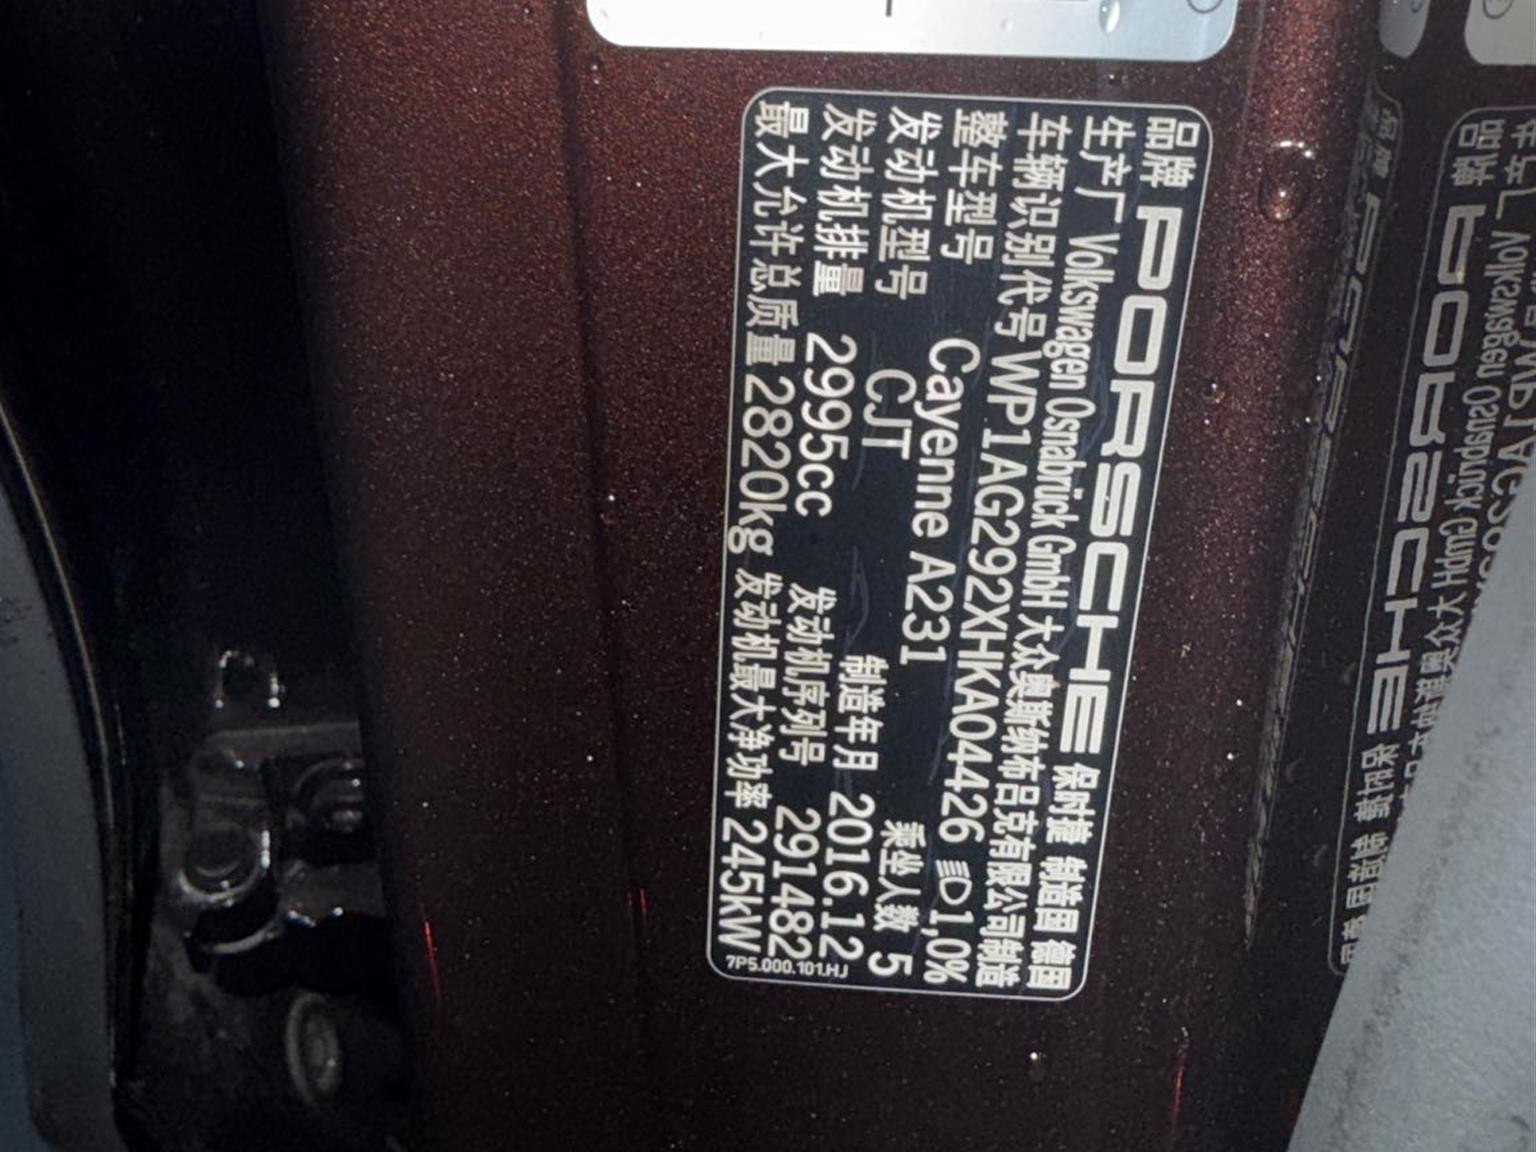 品牌 PORSCHE 保时捷 制造国 德国
生产厂 Volkswagen Osnabrück GmbH 大众奥斯纳布吕克有限公司制造
车辆识别代号 WP1AG292XHKA04426 1,0%
整车型号 Cayenne A231 乘坐人数 5
发动机型号 CJT 制造年月 2016.12
发动机排量 2995cc 发动机序列号 291482
最大允许总质量 2820kg 发动机最大净功率 245kW
7P5.000.101.HJ